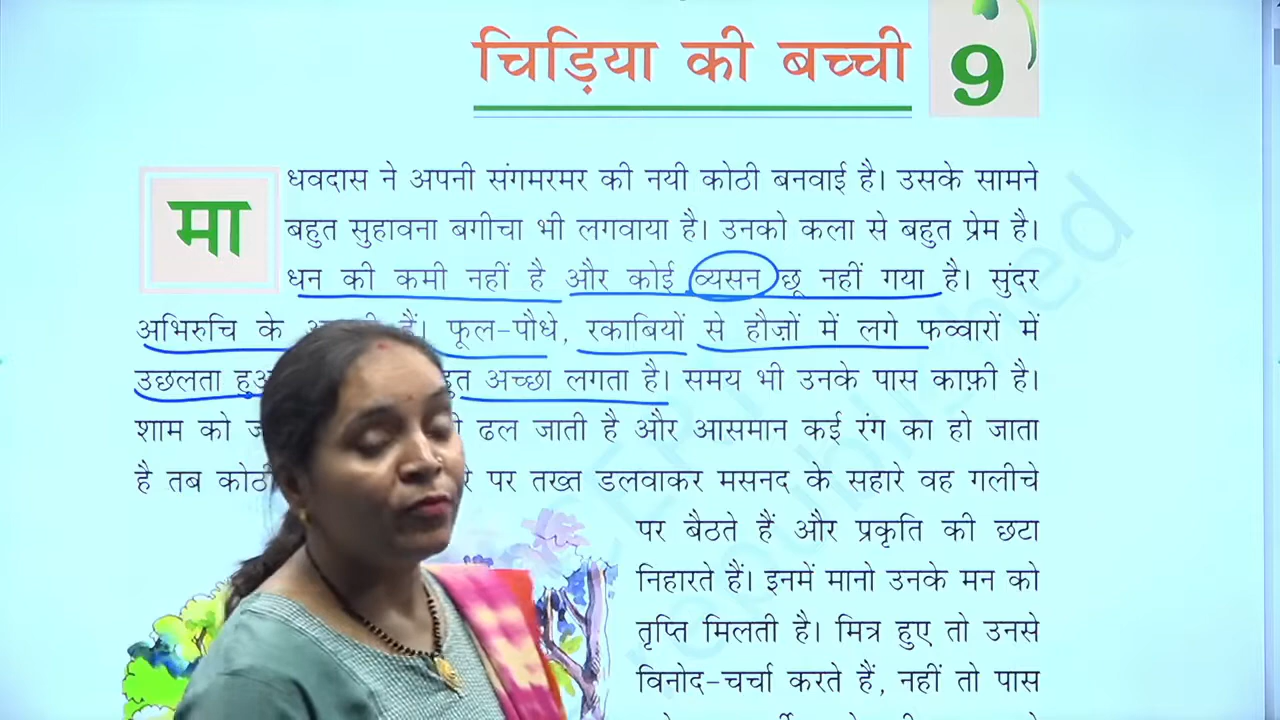 चिड़िया की बच्ची
9
माधवदास ने अपनी संगमरमर की नयी कोठी बनवाई है। उसके सामने
बहुत सुहावना बगीचा भी लगवाया है। उनको कला से बहुत प्रेम है।
धन की कमी नहीं है और कोई व्यसन छू नहीं गया है। सुंदर
अभिरुचि के हैं। फूल-पौधे, रकाबियों से हौज़ों में लगे फव्वारों में
उछलता अच्छा लगता है। समय भी उनके पास काफ़ी है।
शाम को ढल जाती है और आसमान कई रंग का हो जाता
है तब कोठी पर तख्त डलवाकर मसनद के सहारे वह गलीचे
पर बैठते हैं और प्रकृति की छटा
निहारते हैं। इनमें मानो उनके मन को
तृप्ति मिलती है। मित्र हुए तो उनसे
विनोद-चर्चा करते हैं, नहीं तो पास